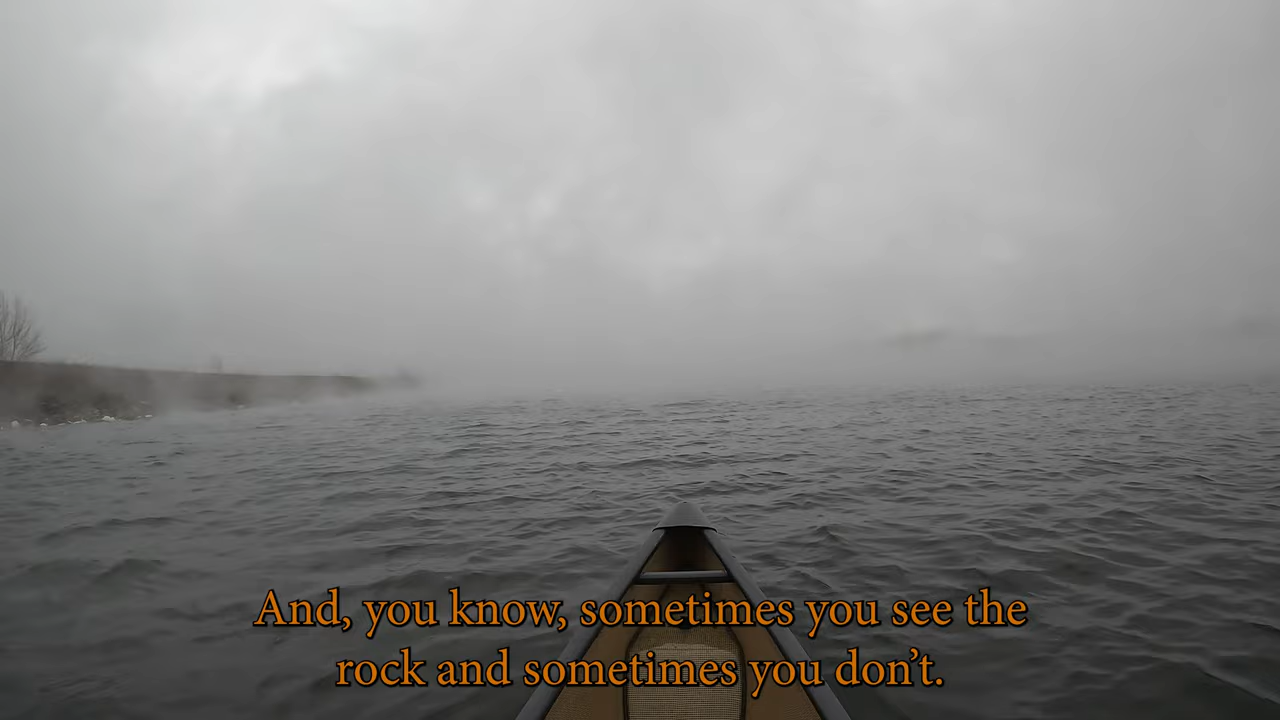 And, you know, sometimes you see the
rock and sometimes you don’t.